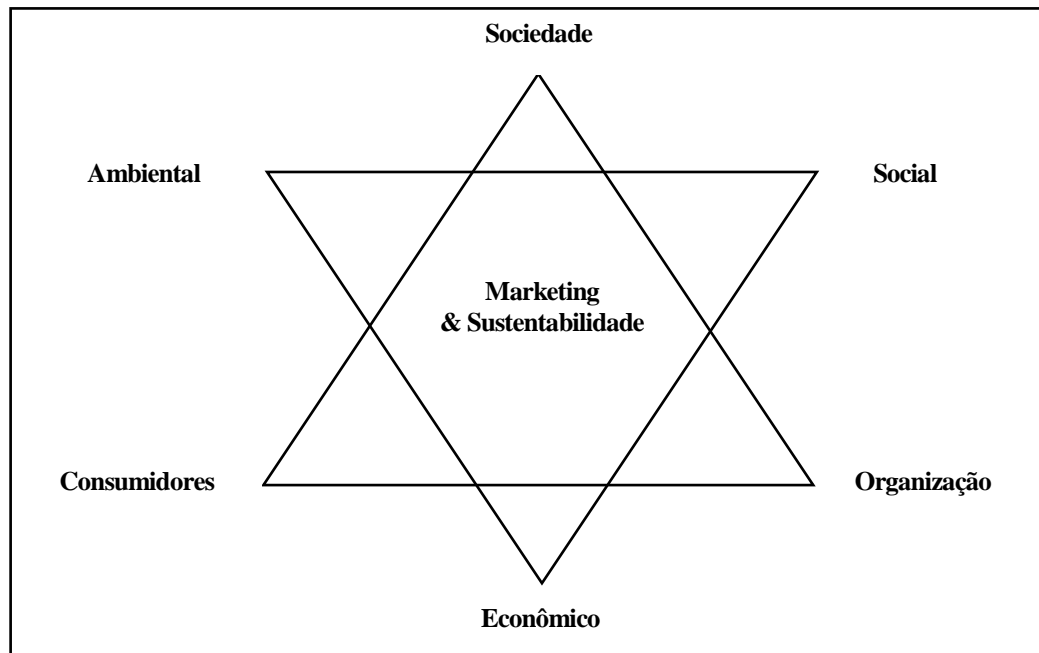 Sociedade
Ambiental
Social
Marketing
& Sustentabilidade
Consumidores
Organização
Econômico